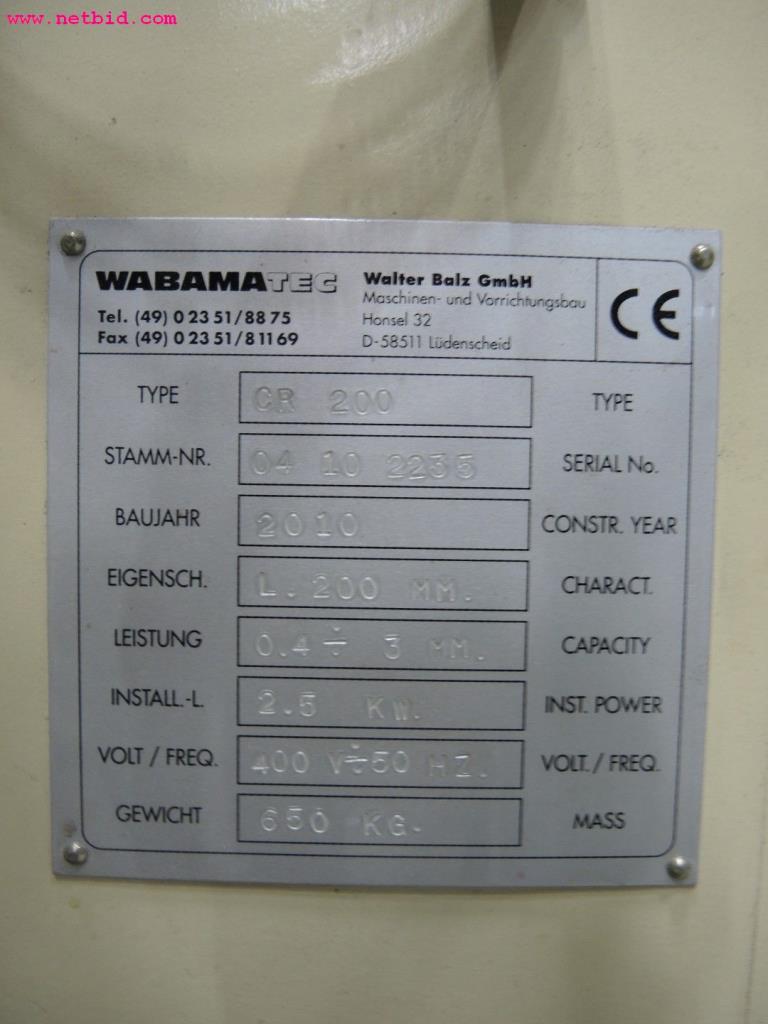 www.netbid.com
WABAMATEC
Tel. (49) 0 23 51/88 75
Fax (49) 0 23 51/8 11 69
Walter Balz GmbH
Maschinen- und Vorrichtungsbau
Honsel 32
D-58511 Lüdenscheid
CE
TYPE CR 200 TYPE
STAMM-NR. 04 10 2235 SERIAL No.
BAUJAHR 2010 CONSTR. YEAR
EIGENSCH. L. 200 MM. CHARACT.
LEISTUNG 0.4 ÷ 3 MM. CAPACITY
INSTALL.-L. 2.5 KW. INST. POWER
VOLT / FREQ. 400 V÷50 HZ. VOLT. / FREQ.
GEWICHT 650 KG. MASS